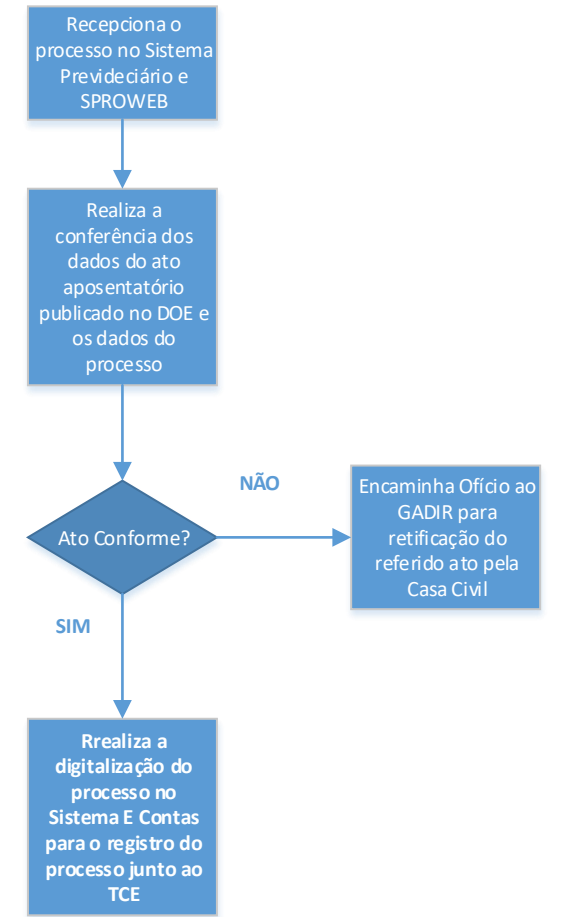 Recepciona o
processo no Sistema
Prevideciário e
SPROWEB
Realiza a
conferência dos
dados do ato
aposentatório
publicado no DOE e
os dados do
processo
Ato Conforme?
NÃO
Encaminha Ofício ao
GADIR para
retificação do
referido ato pela
Casa Civil
SIM
Rrealiza a
digitalização do
processo no
Sistema E Contas
para o registro do
processo junto ao
TCE